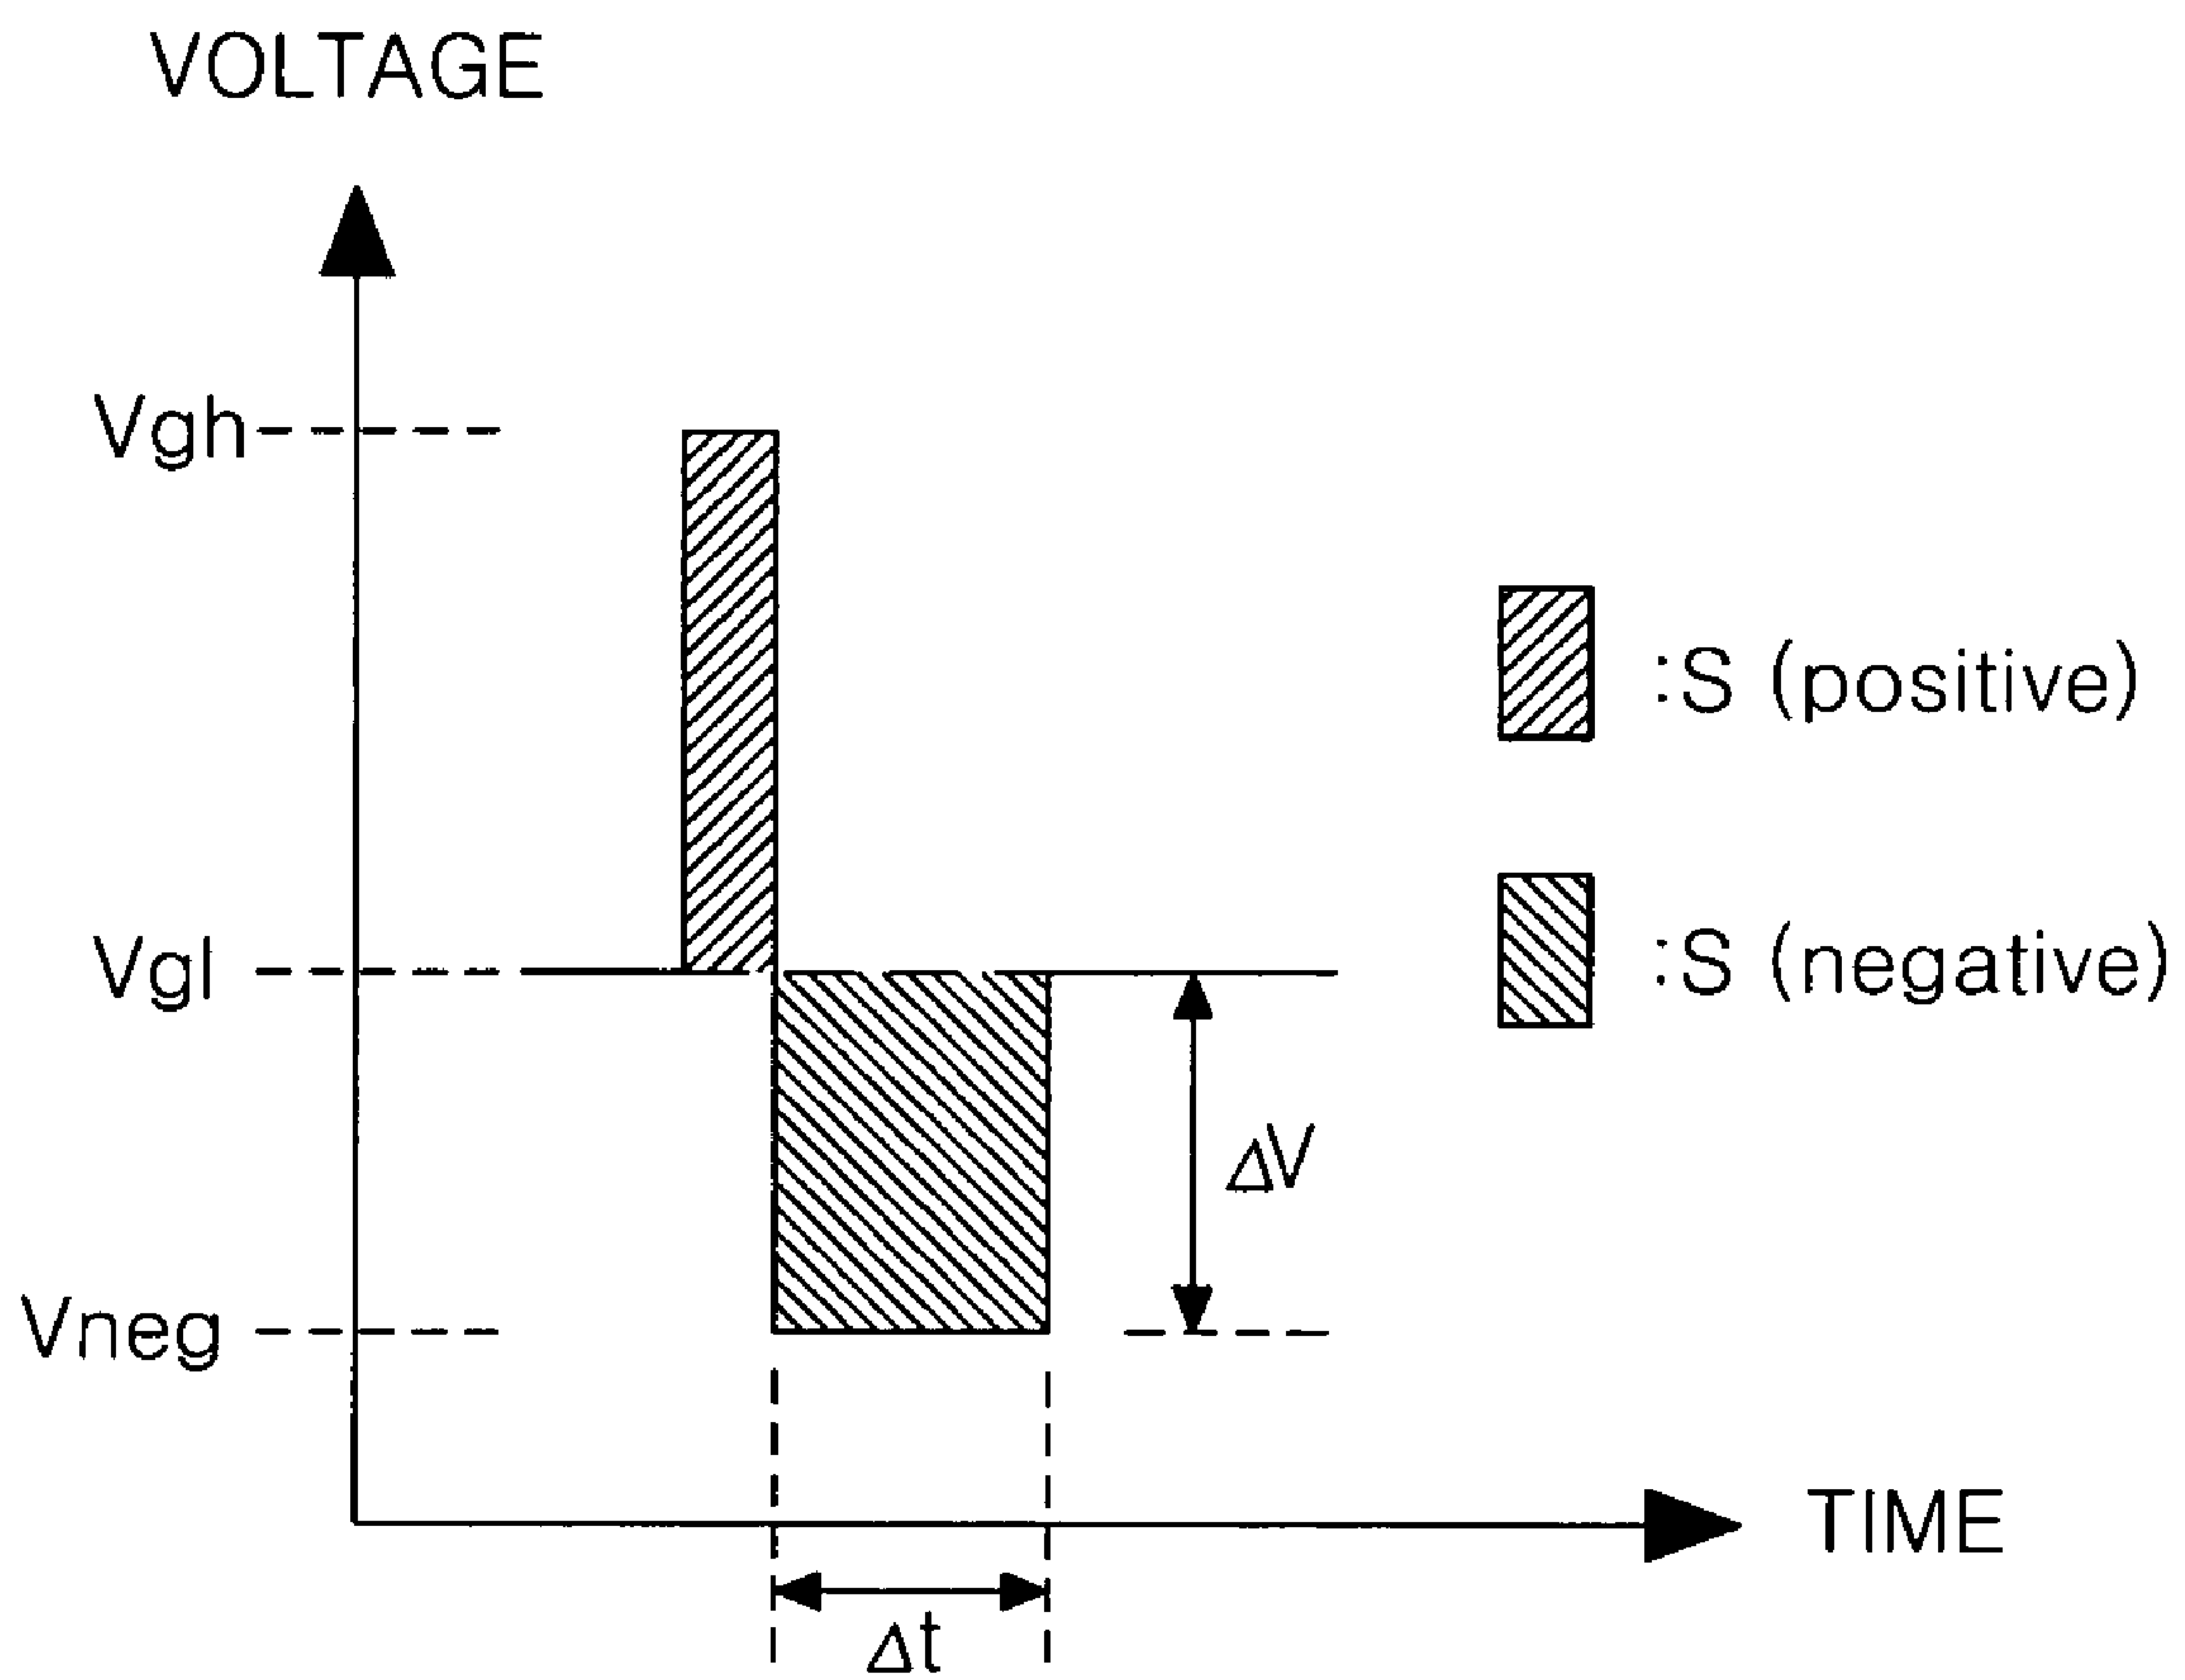 VOLTAGE
Vgh
:S (positive)
Vgl
:S (negative)
ΔV
Vneg
TIME
Δt